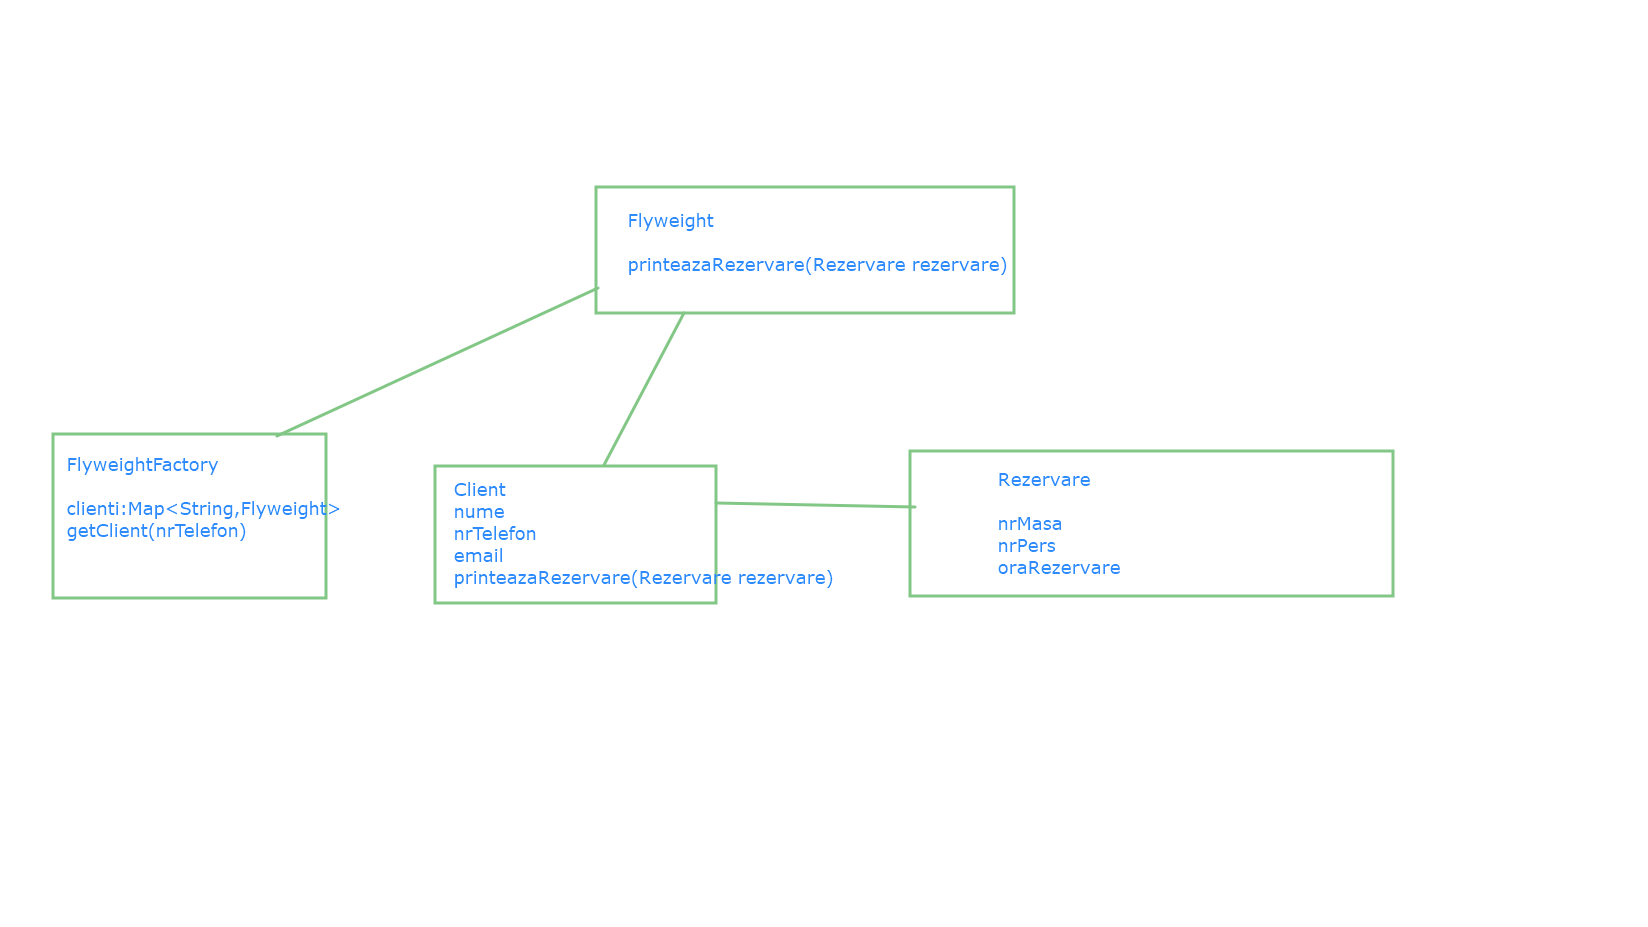 Flyweight
printeazaRezervare(Rezervare rezervare)
FlyweightFactory
clienti:Map<String,Flyweight>
getClient(nrTelefon)
Client
nume
nrTelefon
email
printeazaRezervare(Rezervare rezervare)
Rezervare
nrMasa
nrPers
oraRezervare